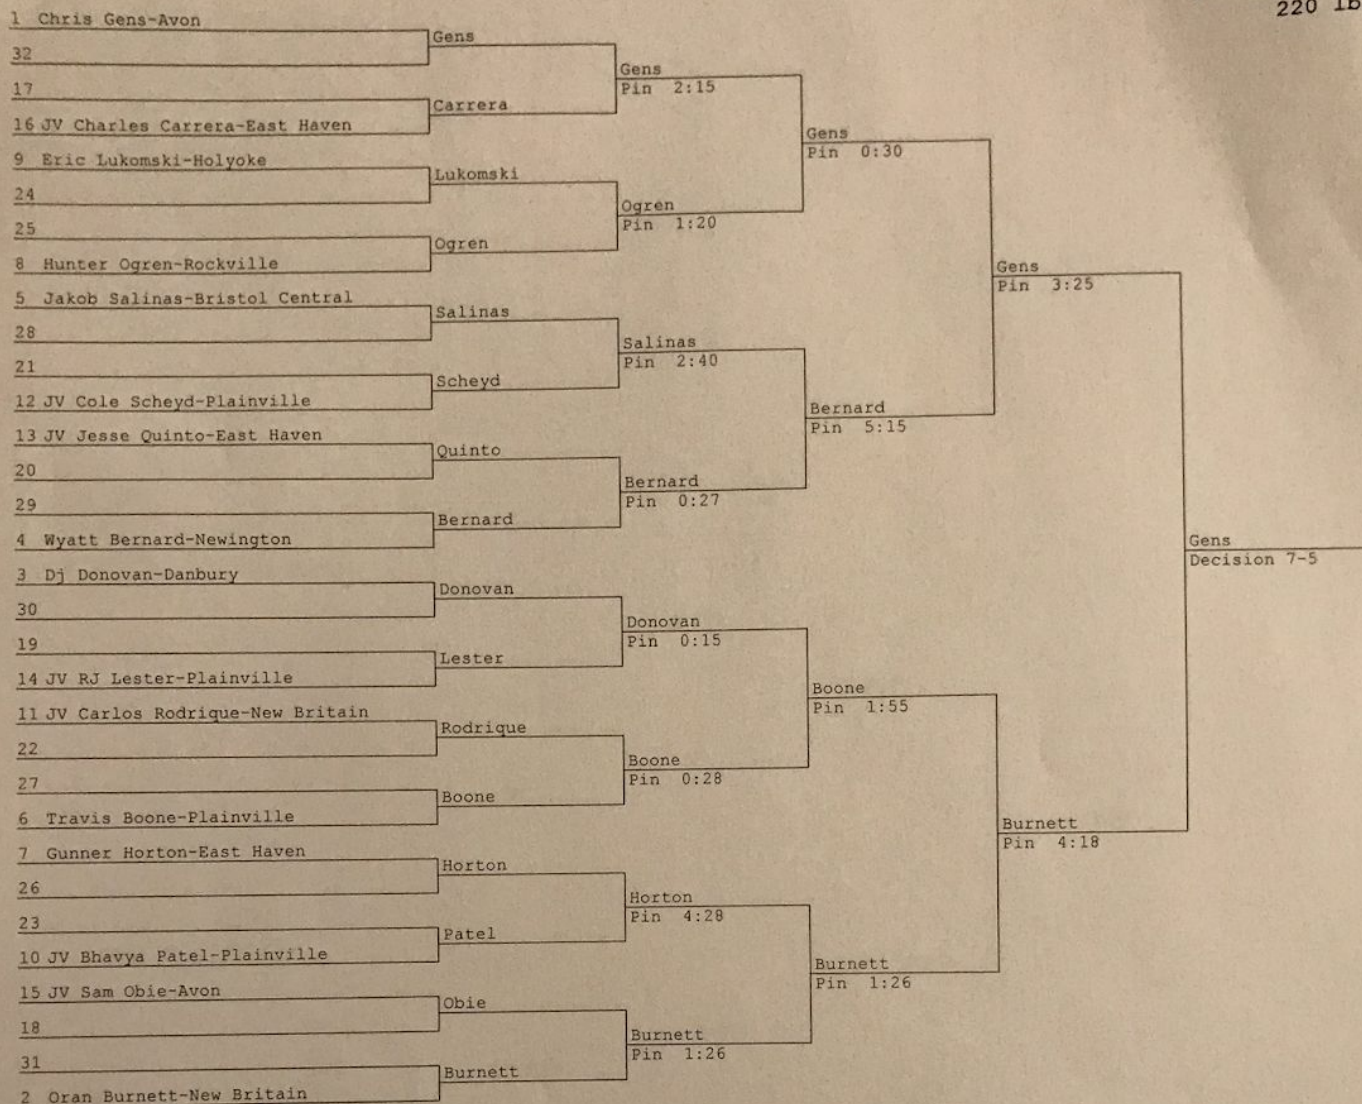 220 lb
1 Chris Gens-Avon
32
17
16 JV Charles Carrera-East Haven
9 Eric Lukomski-Holyoke
24
25
8 Hunter Ogren-Rockville
5 Jakob Salinas-Bristol Central
28
21
12 JV Cole Scheyd-Plainville
13 JV Jesse Quinto-East Haven
20
29
4 Wyatt Bernard-Newington
3 Dj Donovan-Danbury
30
19
14 JV RJ Lester-Plainville
11 JV Carlos Rodrique-New Britain
22
27
6 Travis Boone-Plainville
7 Gunner Horton-East Haven
26
23
10 JV Bhavya Patel-Plainville
15 JV Sam Obie-Avon
18
31
2 Oran Burnett-New Britain
Gens
Carrera
Lukomski
Ogren
Salinas
Scheyd
Quinto
Bernard
Donovan
Lester
Rodrique
Boone
Horton
Patel
Obie
Burnett
Gens
Pin 2:15
Ogren
Pin 1:20
Salinas
Pin 2:40
Bernard
Pin 0:27
Donovan
Pin 0:15
Boone
Pin 0:28
Horton
Pin 4:28
Burnett
Pin 1:26
Gens
Pin 0:30
Bernard
Pin 5:15
Boone
Pin 1:55
Burnett
Pin 1:26
Gens
Pin 3:25
Burnett
Pin 4:18
Gens
Decision 7-5